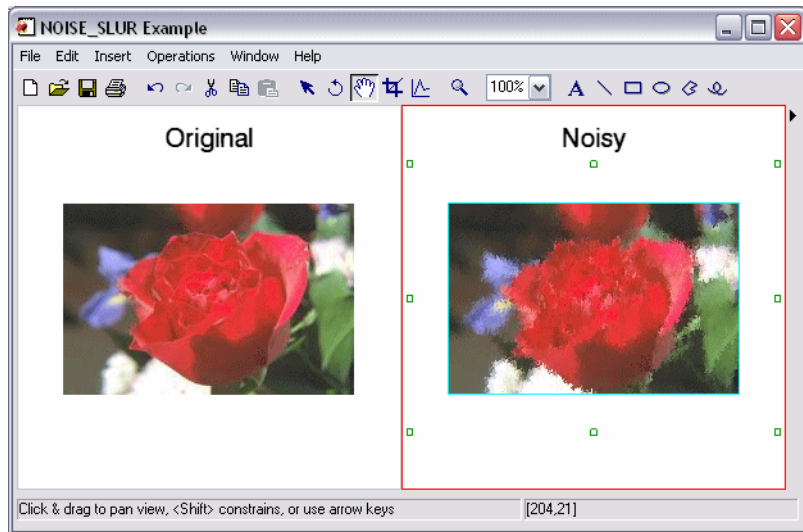 NOISE_SLUR Example
File Edit Insert Operations Window Help
100% A
Original Noisy
Click & drag to pan view, <Shift> constrains, or use arrow keys [204,21]